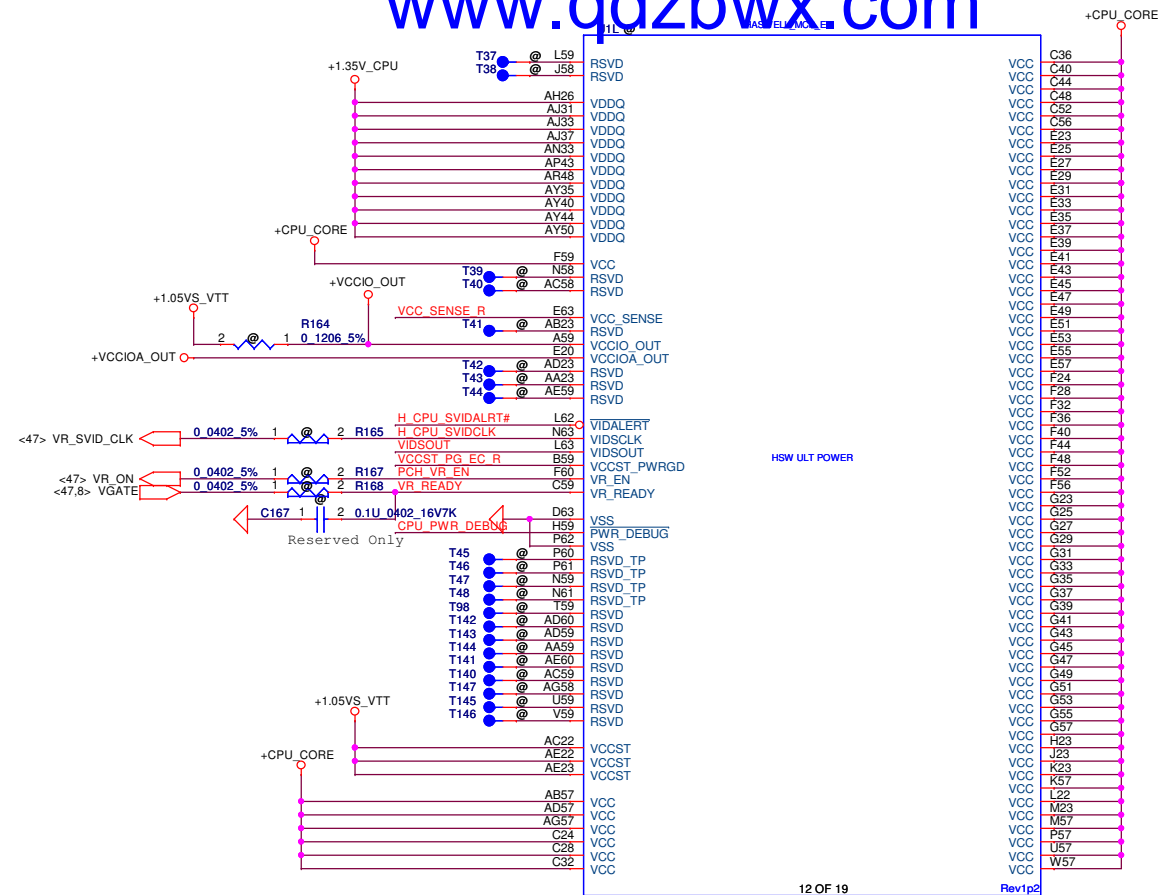 www.qdzbwx.com
+CPU_CORE
T37 @ L59 RSVD
T38 @ J58 RSVD
+1.35V_CPU
AH26 VDDQ
AJ31 VDDQ
AJ33 VDDQ
AJ37 VDDQ
AN33 VDDQ
AP43 VDDQ
AR48 VDDQ
AY35 VDDQ
AY40 VDDQ
AY44 VDDQ
AY50 VDDQ
+CPU_CORE
F59 VCC
T39 @ N58 RSVD
T40 @ AC58 RSVD
+VCCIO_OUT
+1.05VS_VTT
VCC_SENSE_R E63 VCC_SENSE
T41 @ AB23 RSVD
R164
2 @ 1 0_1206_5% A59 VCCIO_OUT
+VCCIOA_OUT E20 VCCIOA_OUT
T42 @ AD23 RSVD
T43 @ AA23 RSVD
T44 @ AE59 RSVD
H_CPU_SVIDALRT# L62 VIDALERT
<47> VR_SVID_CLK 0_0402_5% 1 @ 2 R165 H_CPU_SVIDCLK N63 VIDSCLK
VIDSOUT L63 VIDSOUT
VCCST_PG_EC_R B59 VCCST_PWRGD
<47> VR_ON 0_0402_5% 1 @ 2 R167 PCH_VR_EN F60 VR_EN
<47,8> VGATE 0_0402_5% 1 @ 2 R168 VR_READY C59 VR_READY
C167 1 @ 2 0.1U_0402_16V7K D63 VSS
CPU_PWR_DEBUG H59 PWR_DEBUG
Reserved Only
P62 VSS
T45 @ P60 RSVD_TP
T46 @ P61 RSVD_TP
T47 @ N59 RSVD_TP
T48 @ N61 RSVD_TP
T98 @ T59 RSVD
T142 @ AD60 RSVD
T143 @ AD59 RSVD
T144 @ AA59 RSVD
T141 @ AE60 RSVD
T140 @ AC59 RSVD
T147 @ AG58 RSVD
T145 @ U59 RSVD
T146 @ V59 RSVD
+1.05VS_VTT
AC22 VCCST
AE22 VCCST
AE23 VCCST
+CPU_CORE
AB57 VCC
AD57 VCC
AG57 VCC
C24 VCC
C28 VCC
C32 VCC
HSW ULT POWER
VCC C36
VCC C40
VCC C44
VCC C48
VCC C52
VCC C56
VCC E23
VCC E25
VCC E27
VCC E29
VCC E31
VCC E33
VCC E35
VCC E37
VCC E39
VCC E41
VCC E43
VCC E45
VCC E47
VCC E49
VCC E51
VCC E53
VCC E55
VCC E57
VCC F24
VCC F28
VCC F32
VCC F36
VCC F40
VCC F44
VCC F48
VCC F52
VCC F56
VCC G23
VCC G25
VCC G27
VCC G29
VCC G31
VCC G33
VCC G35
VCC G37
VCC G39
VCC G41
VCC G43
VCC G45
VCC G47
VCC G49
VCC G51
VCC G53
VCC G55
VCC G57
VCC H23
VCC J23
VCC K23
VCC K57
VCC L22
VCC M23
VCC M57
VCC P57
VCC U57
VCC W57
12 OF 19
Rev1p2